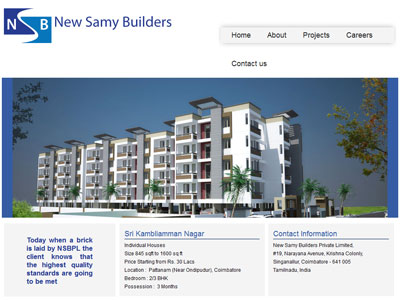 NSB New Samy Builders
Home About Projects Careers
Contact us
Today when a brick
is laid by NSBPL the
client knows that
the highest quality
standards are going
to be met
Sri Kambliamman Nagar
Individual Houses
Size 845 sqft to 1600 sq.ft
Price Starting from Rs. 30 Lacs
Location : Pattanam (Near Ondipudur), Coimbatore
Bedroom : 2/3 BHK
Possession : 3 Months
Contact Information
New Samy Builders Private Limited,
#19, Narayana Avenue, Krishna Colony,
Singanallur, Coimbatore - 641 005
Tamilnadu, India